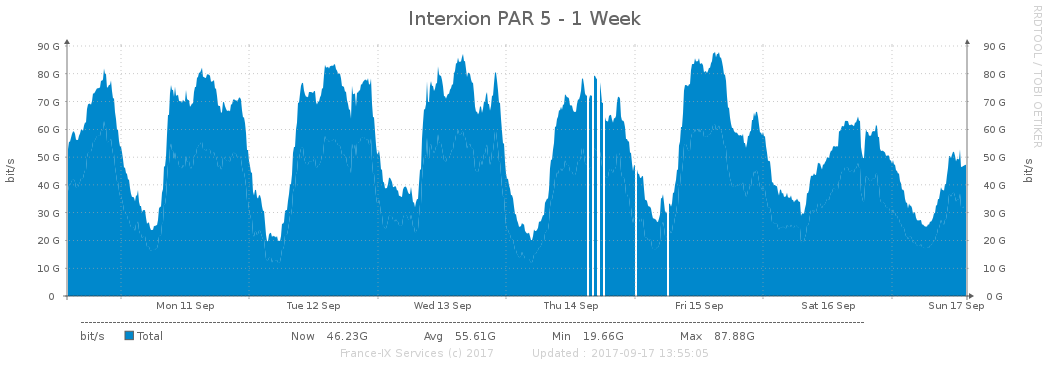 Interxion PAR 5 - 1 Week
RRDTOOL / TOBI OETIKER
90 G 90 G
80 G 80 G
70 G 70 G
60 G 60 G
50 G 50 G
40 G 40 G
30 G 30 G
20 G 20 G
10 G 10 G
0 0 G
bit/s bit/s
Mon 11 Sep Tue 12 Sep Wed 13 Sep Thu 14 Sep Fri 15 Sep Sat 16 Sep Sun 17 Sep
bit/s Total Now 46.23G Avg 55.61G Min 19.66G Max 87.88G
France-IX Services (c) 2017 Updated : 2017-09-17 13:55:05